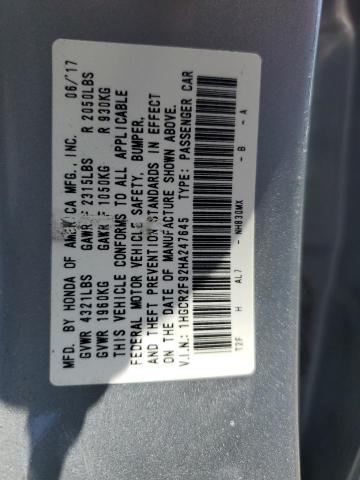 MFD. BY HONDA OF AMERICA MFG., INC. 06/'17
GVWR 4321LBS GAWR F 2315LBS R 2050LBS
GVWR 1960KG GAWR F 1050KG R 930KG
THIS VEHICLE CONFORMS TO ALL APPLICABLE
FEDERAL MOTOR VEHICLE SAFETY, BUMPER,
AND THEFT PREVENTION STANDARDS IN EFFECT
ON THE DATE OF MANUFACTURE SHOWN ABOVE.
V.I.N.: 1HGCR2F92HA247645 TYPE: PASSENGER CAR
T2F H AL7 - NH830MX - B - A